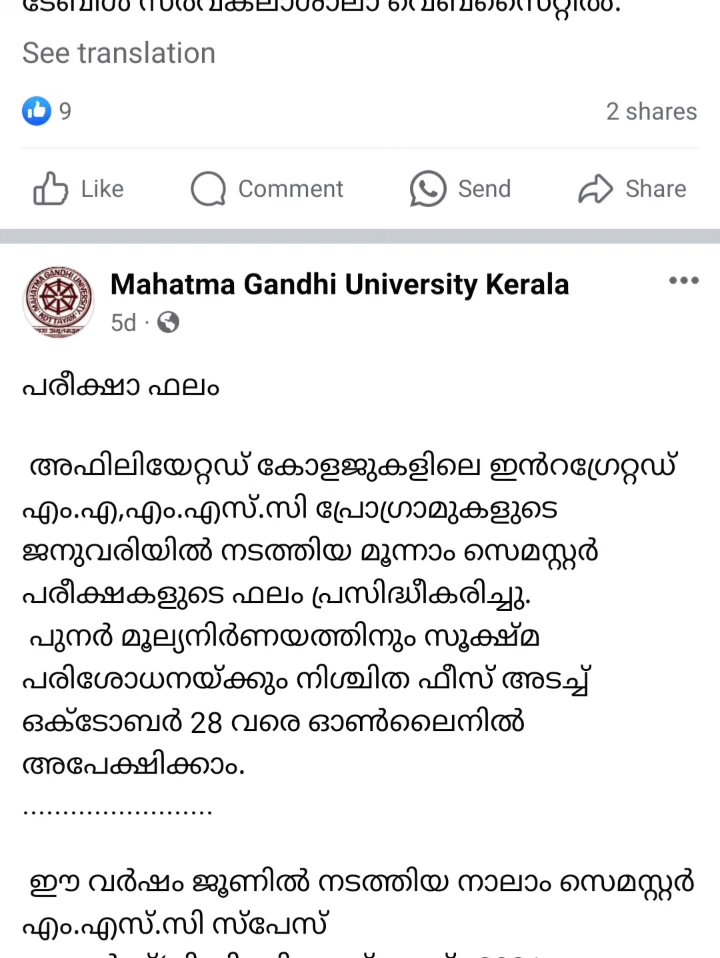 ടേബിൾ സർവകലാശാലാ വെബ്സൈറ്റിൽ.
See translation
9
2 shares
Like
Comment
Send
Share
Mahatma Gandhi University Kerala
5d ·
പരീക്ഷാ ഫലം
അഫിലിയേറ്റഡ് കോളജുകളിലെ ഇൻറഗ്രേറ്റഡ്
എം.എ,എം.എസ്.സി പ്രോഗ്രാമുകളുടെ
ജനുവരിയിൽ നടത്തിയ മൂന്നാം സെമസ്റ്റർ
പരീക്ഷകളുടെ ഫലം പ്രസിദ്ധീകരിച്ചു.
പുനർ മൂല്യനിർണയത്തിനും സൂക്ഷ്മ
പരിശോധനയ്ക്കും നിശ്ചിത ഫീസ് അടച്ച്
ഒക്ടോബർ 28 വരെ ഓൺലൈനിൽ
അപേക്ഷിക്കാം.
........................
ഈ വർഷം ജൂണിൽ നടത്തിയ നാലാം സെമസ്റ്റർ
എം.എസ്.സി സ്പേസ്